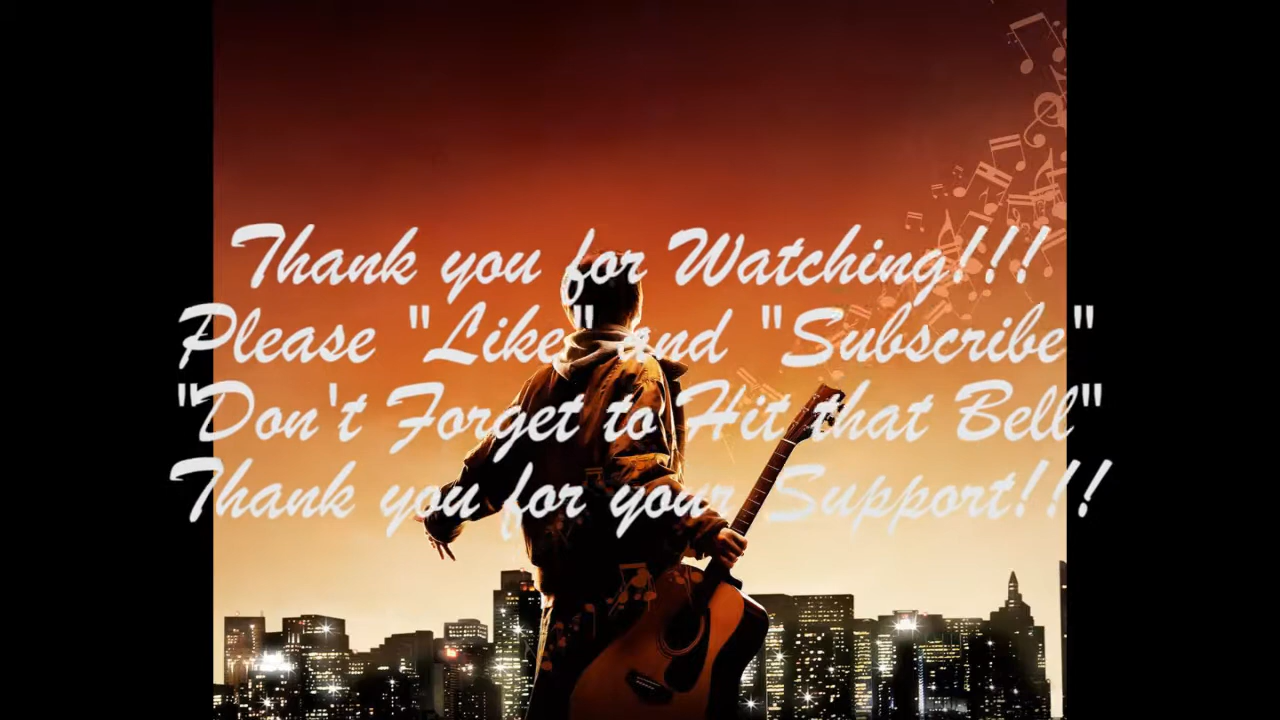 Thank you for Watching!!!
Please "Like" and "Subscribe"
"Don't Forget to Hit that Bell"
Thank you for your Support!!!